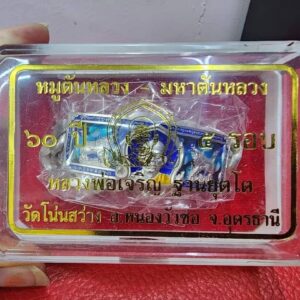 หมูตันหลวง มหาตันหลวง
๖๐ ปี ๕ รอบ
หลวงพ่อเจริญ ฐานยุตโต
วัดโนนสว่าง อ.หนองวัวซอ จ.อุดรธานี